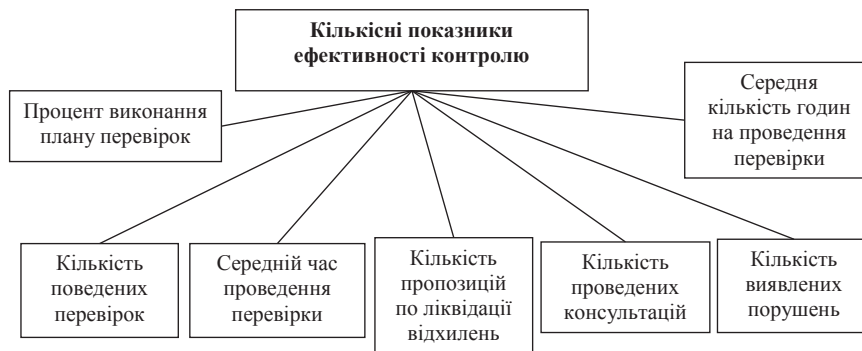 Кількісні показники
ефективності контролю
Процент виконання
плану перевірок
Середня
кількість годин
на проведення
перевірки
Кількість
поведених
перевірок
Середній час
проведення
перевірки
Кількість
пропозицій
по ліквідації
відхилень
Кількість
проведених
консультацій
Кількість
виявлених
порушень